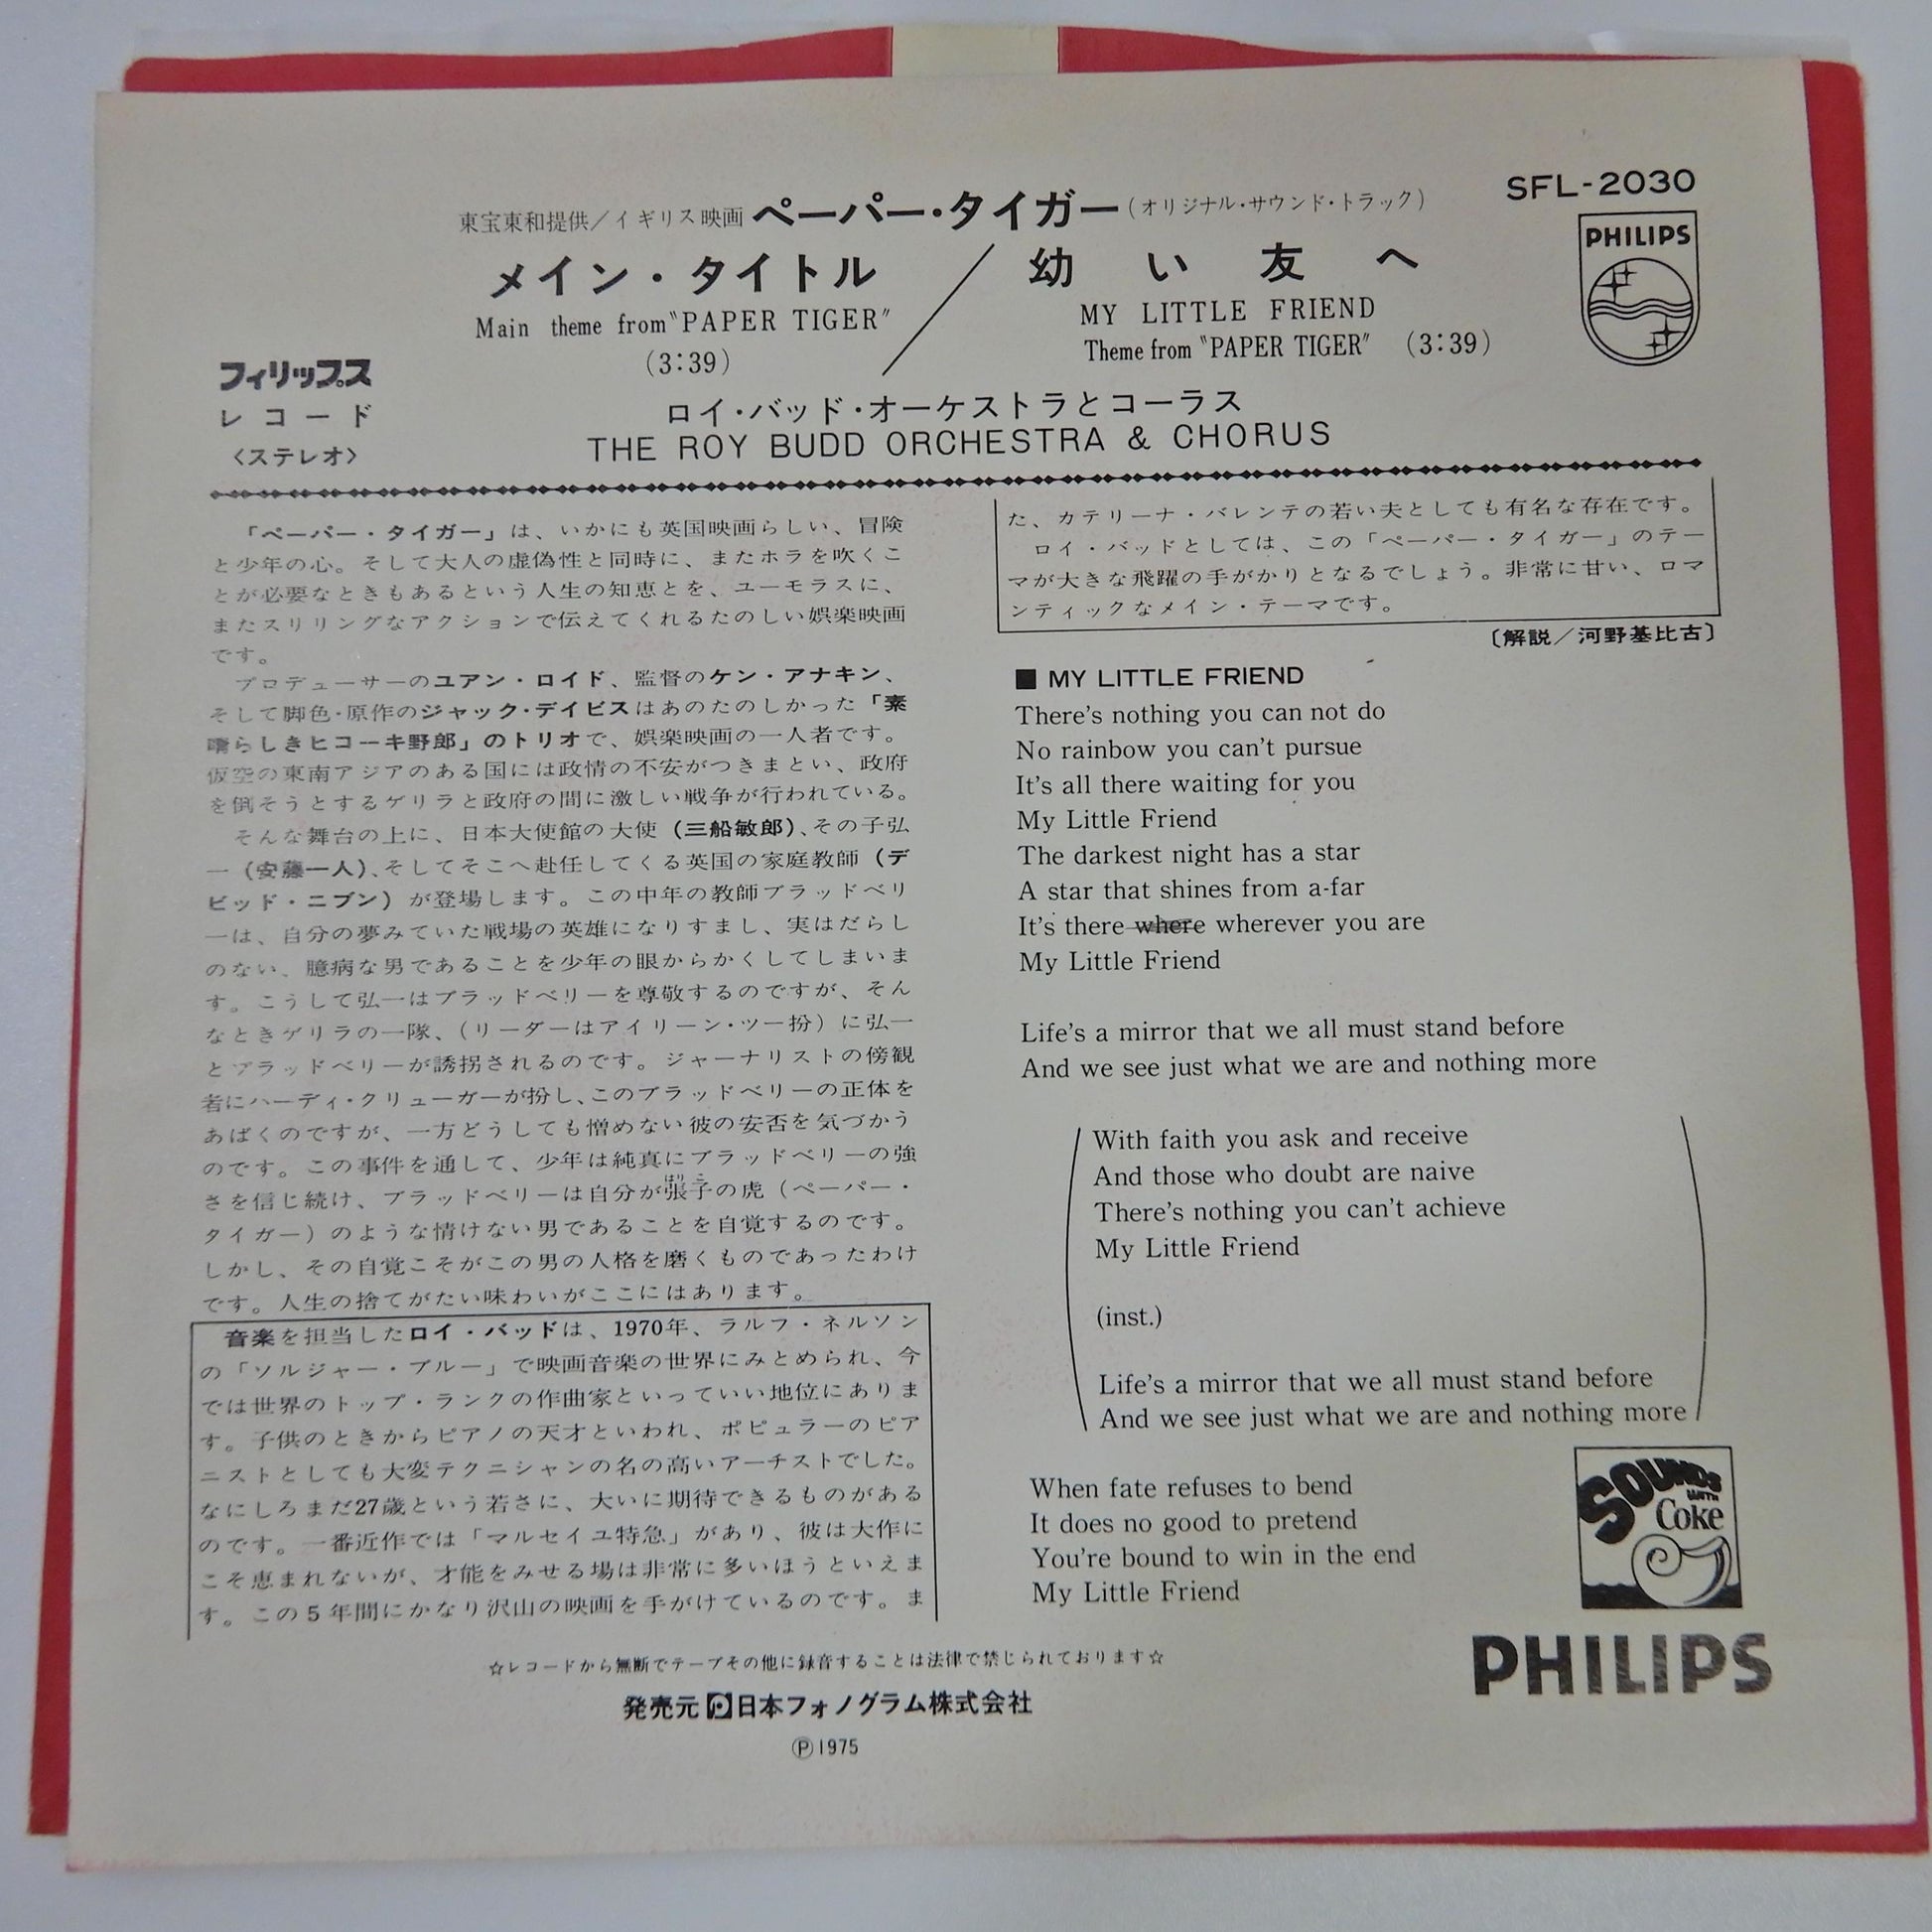 SFL-2030
東宝東和提供／イギリス映画 ペーパー・タイガー（オリジナル・サウンド・トラック）
PHILIPS
メイン・タイトル／幼い友へ
Main theme from "PAPER TIGER"
(3:39)
MY LITTLE FRIEND
Theme from "PAPER TIGER" (3:39)
フィリップス
レコード
〈ステレオ〉
ロイ・バッド・オーケストラとコーラス
THE ROY BUDD ORCHESTRA & CHORUS
「ペーパー・タイガー」は、いかにも英国映画らしい、冒険
と少年の心。そして大人の虚偽性と同時に、またホラを吹くこ
とが必要なときもあるという人生の知恵とを、ユーモラスに、
またスリリングなアクションで伝えてくれるたのしい娯楽映画
です。
プロデューサーのユアン・ロイド、監督のケン・アナキン、
そして脚色・原作のジャック・デイビスはあのたのしかった「素
晴らしきヒコーキ野郎」のトリオで、娯楽映画の一人者です。
仮空の東南アジアのある国には政情の不安がつきまとい、政府
を倒そうとするゲリラと政府の間に激しい戦争が行われている。
そんな舞台の上に、日本大使館の大使（三船敏郎）、その子弘
一（安藤一人）、そしてそこへ赴任してくる英国の家庭教師（デ
ビッド・ニブン）が登場します。この中年の教師ブラッドベリ
ーは、自分の夢みていた戦場の英雄になりすまし、実はだらし
のない、臆病な男であることを少年の眼からかくしてしまいま
す。こうして弘一はブラッドベリーを尊敬するのですが、そん
なときゲリラの一隊、（リーダーはアイリーン・ツー扮）に弘一
とブラッドベリーが誘拐されるのです。ジャーナリストの傍観
者にハーディ・クリューガーが扮し、このブラッドベリーの正体を
あばくのですが、一方どうしても憎めない彼の安否を気づかう
のです。この事件を通して、少年は純真にブラッドベリーの強
さを信じ続け、ブラッドベリーは自分が張子の虎（ペーパー・
タイガー）のような情けない男であることを自覚するのです。
しかし、その自覚こそがこの男の人格を磨くものであったわけ
です。人生の捨てがたい味わいがここにはあります。
音楽を担当したロイ・バッドは、1970年、ラルフ・ネルソン
の「ソルジャー・ブルー」で映画音楽の世界にみとめられ、今
では世界のトップ・ランクの作曲家といっていい地位にありま
す。子供のときからピアノの天才といわれ、ポピュラーのピア
ニストとしても大変テクニシャンの名の高いアーチストでした。
なにしろまだ27歳という若さに、大いに期待できるものがある
のです。一番近作では「マルセイユ特急」があり、彼は大作に
こそ恵まれないが、才能をみせる場は非常に多いほうといえま
す。この5年間にかなり沢山の映画を手がけているのです。ま
た、カテリーナ・バレンテの若い夫としても有名な存在です。
ロイ・バッドとしては、この「ペーパー・タイガー」のテー
マが大きな飛躍の手がかりとなるでしょう。非常に甘い、ロマ
ンティックなメイン・テーマです。
〔解説／河野基比古〕
■ MY LITTLE FRIEND
There's nothing you can not do
No rainbow you can't pursue
It's all there waiting for you
My Little Friend
The darkest night has a star
A star that shines from a-far
It's there where wherever you are
My Little Friend
Life's a mirror that we all must stand before
And we see just what we are and nothing more
With faith you ask and receive
And those who doubt are naive
There's nothing you can't achieve
My Little Friend
(inst.)
Life's a mirror that we all must stand before
And we see just what we are and nothing more
When fate refuses to bend
It does no good to pretend
You're bound to win in the end
My Little Friend
SOUNDS
WITH
Coke
PHILIPS
☆レコードから無断でテープその他に録音することは法律で禁じられております☆
発売元 日本フォノグラム株式会社
Ⓟ1975